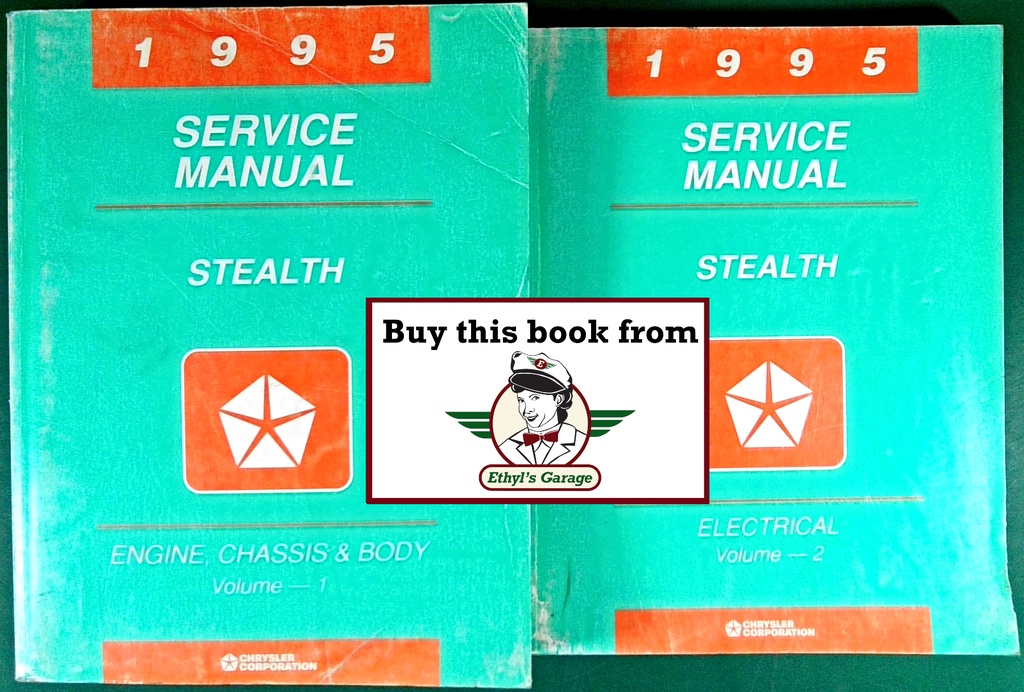 1 9 9 5
SERVICE
MANUAL
STEALTH
ENGINE, CHASSIS & BODY
Volume — 1
CHRYSLER
CORPORATION
1 9 9 5
SERVICE
MANUAL
STEALTH
ELECTRICAL
Volume — 2
CHRYSLER
CORPORATION
Buy this book from
E
Ethyl's Garage